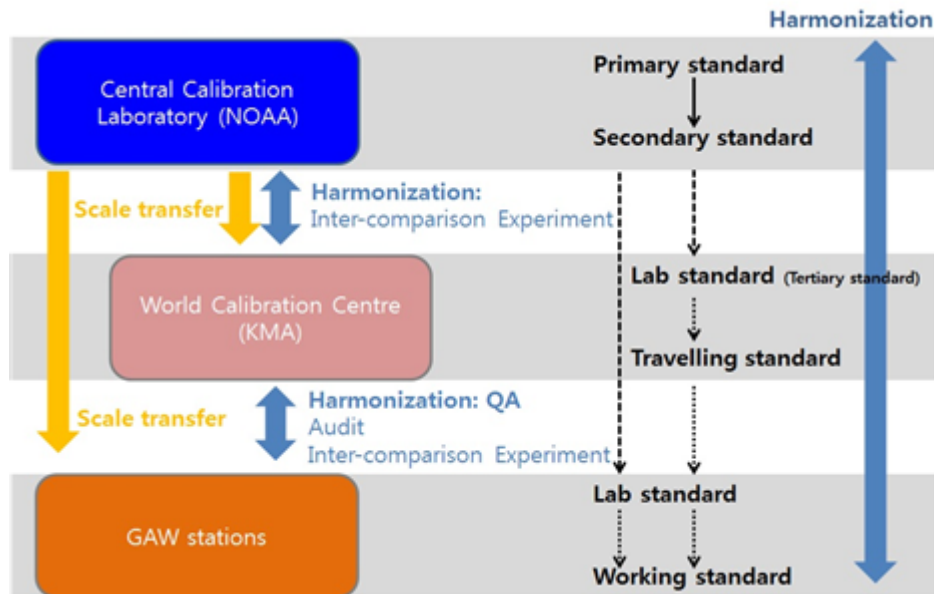 Harmonization
Central Calibration
Laboratory (NOAA)
Primary standard
Secondary standard
Scale transfer
Harmonization:
Inter-comparison Experiment
World Calibration Centre
(KMA)
Lab standard (Tertiary standard)
Travelling standard
Scale transfer
Harmonization: QA
Audit
Inter-comparison Experiment
GAW stations
Lab standard
Working standard